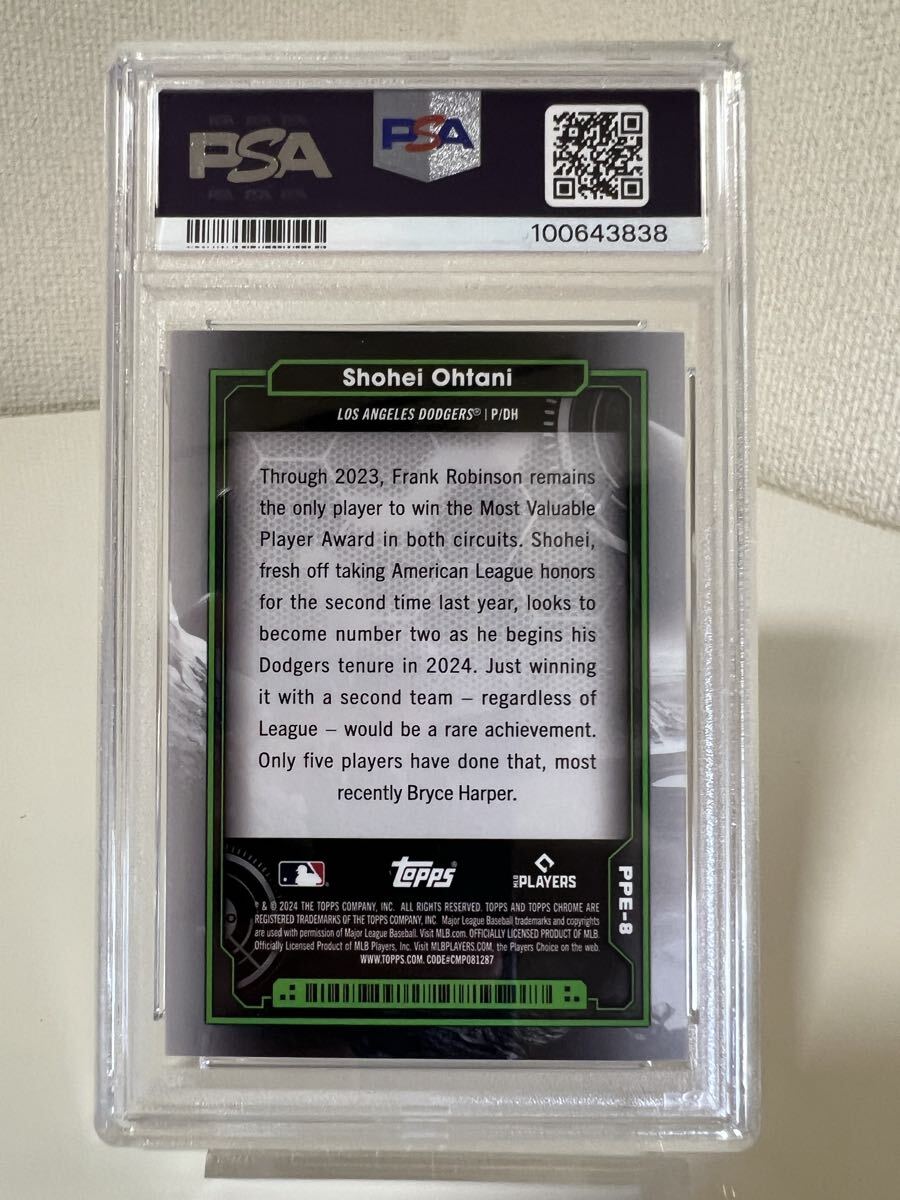 PSA
PSA
100643838
Shohei Ohtani
LOS ANGELES DODGERS® | P/DH
Through 2023, Frank Robinson remains
the only player to win the Most Valuable
Player Award in both circuits. Shohei,
fresh off taking American League honors
for the second time last year, looks to
become number two as he begins his
Dodgers tenure in 2024. Just winning
it with a second team – regardless of
League – would be a rare achievement.
Only five players have done that, most
recently Bryce Harper.
Topps®
MLB PLAYERS
PPE-8
® & © 2024 THE TOPPS COMPANY, INC. ALL RIGHTS RESERVED. TOPPS AND TOPPS CHROME ARE
REGISTERED TRADEMARKS OF THE TOPPS COMPANY, INC. Major League Baseball trademarks and copyrights
are used with permission of Major League Baseball. Visit MLB.com. OFFICIALLY LICENSED PRODUCT OF MLB.
Officially Licensed Product of MLB Players, Inc. Visit MLBPLAYERS.COM, the Players Choice on the web.
WWW.TOPPS.COM. CODE#CMP081287